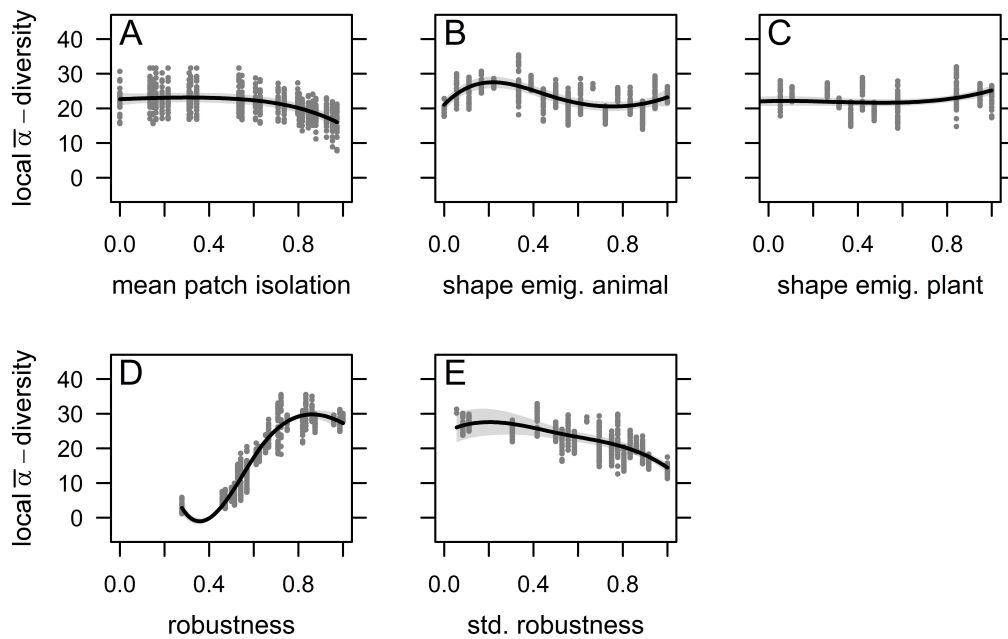 A B C
local ᾱ – diversity
40
30
20
10
0
0.0 0.4 0.8
mean patch isolation
0.0 0.4 0.8
shape emig. animal
0.0 0.4 0.8
shape emig. plant
D E
local ᾱ – diversity
40
30
20
10
0
0.0 0.4 0.8
robustness
0.0 0.4 0.8
std. robustness